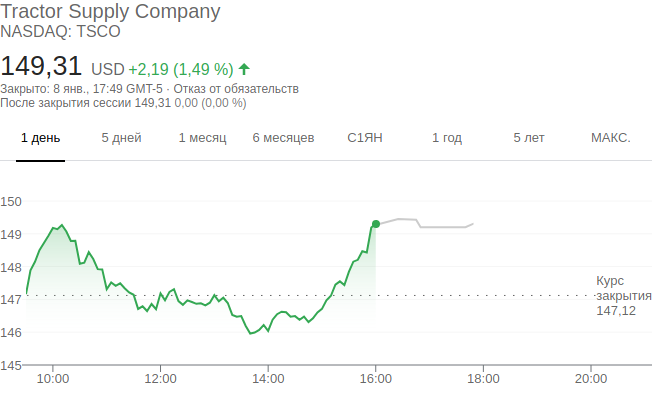 Tractor Supply Company
NASDAQ: TSCO
149,31 USD +2,19 (1,49 %)
Закрыто: 8 янв., 17:49 GMT-5 · Отказ от обязательств
После закрытия сессии 149,31 0,00 (0,00 %)
1 день 5 дней 1 месяц 6 месяцев С1ЯН 1 год 5 лет МАКС.
150
149
148
Курс
147 закрытия
147,12
146
145
10:00 12:00 14:00 16:00 18:00 20:00